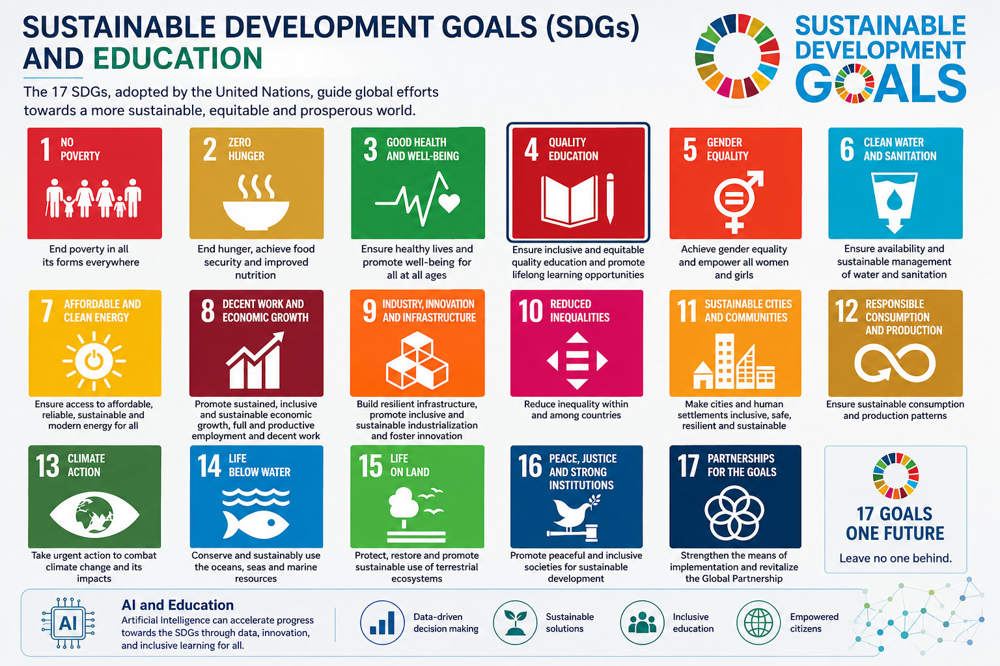 SUSTAINABLE DEVELOPMENT GOALS (SDGs)
AND EDUCATION
The 17 SDGs, adopted by the United Nations, guide global efforts
towards a more sustainable, equitable and prosperous world.
SUSTAINABLE
DEVELOPMENT
GOALS
1 NO
POVERTY
End poverty in all
its forms everywhere
2 ZERO
HUNGER
End hunger, achieve food
security and improved
nutrition
3 GOOD HEALTH
AND WELL-BEING
Ensure healthy lives and
promote well-being for
all at all ages
4 QUALITY
EDUCATION
Ensure inclusive and equitable
quality education and promote
lifelong learning opportunities
5 GENDER
EQUALITY
Achieve gender equality
and empower all women
and girls
6 CLEAN WATER
AND SANITATION
Ensure availability and
sustainable management
of water and sanitation
7 AFFORDABLE AND
CLEAN ENERGY
Ensure access to affordable,
reliable, sustainable and
modern energy for all
8 DECENT WORK AND
ECONOMIC GROWTH
Promote sustained, inclusive
and sustainable economic
growth, full and productive
employment and decent work
9 INDUSTRY, INNOVATION
AND INFRASTRUCTURE
Build resilient infrastructure,
promote inclusive and
sustainable industrialization
and foster innovation
10 REDUCED
INEQUALITIES
Reduce inequality within
and among countries
11 SUSTAINABLE CITIES
AND COMMUNITIES
Make cities and human
settlements inclusive, safe,
resilient and sustainable
12 RESPONSIBLE
CONSUMPTION
AND PRODUCTION
Ensure sustainable consumption
and production patterns
13 CLIMATE
ACTION
Take urgent action to combat
climate change and its
impacts
14 LIFE
BELOW WATER
Conserve and sustainably use
the oceans, seas and marine
resources
15 LIFE
ON LAND
Protect, restore and promote
sustainable use of terrestrial
ecosystems
16 PEACE, JUSTICE
AND STRONG
INSTITUTIONS
Promote peaceful and inclusive
societies for sustainable
development
17 PARTNERSHIPS
FOR THE GOALS
Strengthen the means of
implementation and revitalize
the Global Partnership
17 GOALS
ONE FUTURE
Leave no one behind.
AI
AI and Education
Artificial Intelligence can accelerate progress
towards the SDGs through data, innovation,
and inclusive learning for all.
Data-driven
decision making
Sustainable
solutions
Inclusive
education
Empowered
citizens